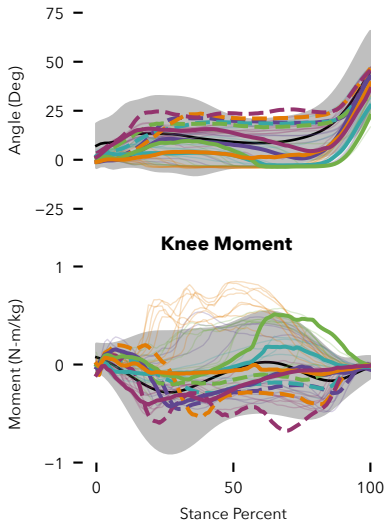 75
50
Angle (Deg)
25
0
−25
Knee Moment
1
Moment (N-m/kg)
0
−1
0 50 100
Stance Percent